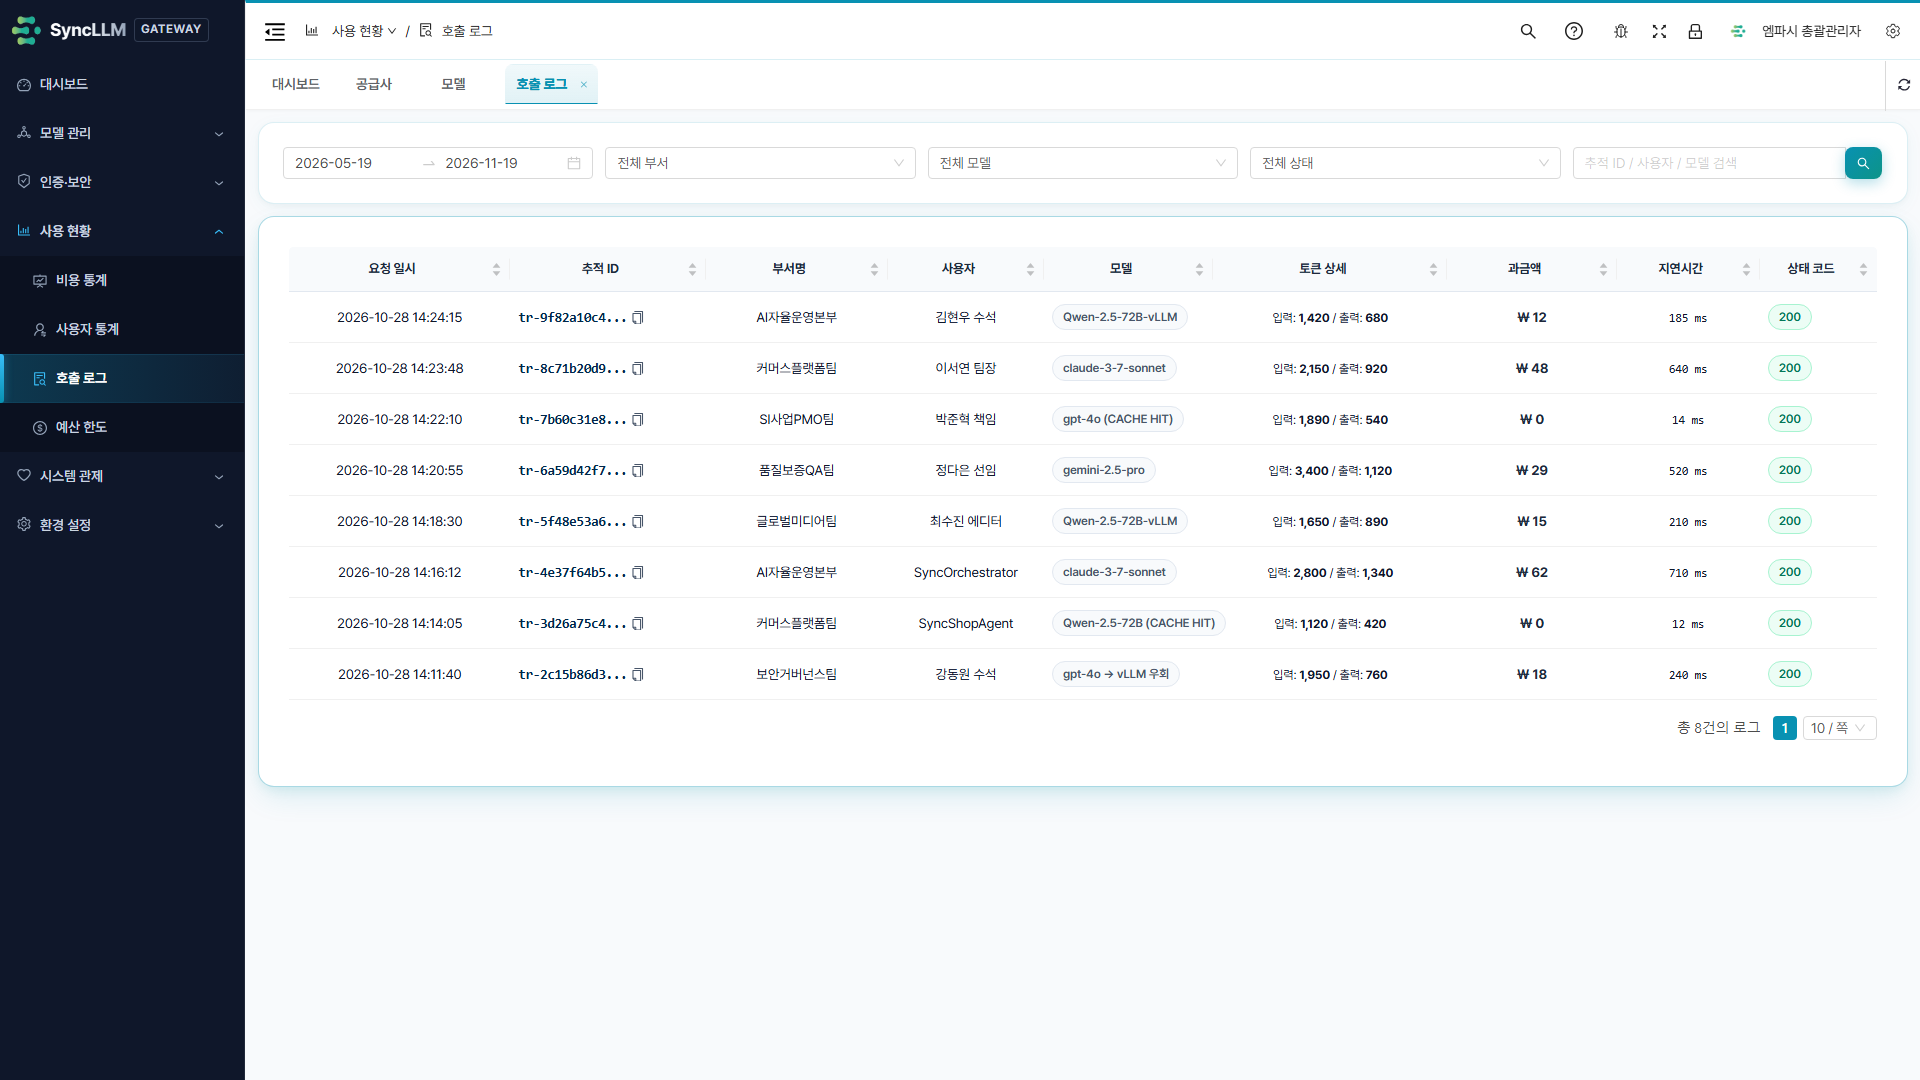 SyncLLM GATEWAY
사용 현황 / 호출 로그
엠파시 총괄관리자
대시보드
모델 관리
인증·보안
사용 현황
비용 통계
사용자 통계
호출 로그
예산 한도
시스템 관제
환경 설정
대시보드 공급사 모델 호출 로그 ×
2026-05-19 → 2026-11-19 전체 부서 전체 모델 전체 상태 추적 ID / 사용자 / 모델 검색
요청 일시 추적 ID 부서명 사용자 모델 토큰 상세 과금액 지연시간 상태 코드
2026-10-28 14:24:15 tr-9f82a10c4... AI자율운영본부 김현우 수석 Qwen-2.5-72B-vLLM 입력: 1,420 / 출력: 680 ₩ 12 185 ms 200
2026-10-28 14:23:48 tr-8c71b20d9... 커머스플랫폼팀 이서연 팀장 claude-3-7-sonnet 입력: 2,150 / 출력: 920 ₩ 48 640 ms 200
2026-10-28 14:22:10 tr-7b60c31e8... SI사업PMO팀 박준혁 책임 gpt-4o (CACHE HIT) 입력: 1,890 / 출력: 540 ₩ 0 14 ms 200
2026-10-28 14:20:55 tr-6a59d42f7... 품질보증QA팀 정다은 선임 gemini-2.5-pro 입력: 3,400 / 출력: 1,120 ₩ 29 520 ms 200
2026-10-28 14:18:30 tr-5f48e53a6... 글로벌미디어팀 최수진 에디터 Qwen-2.5-72B-vLLM 입력: 1,650 / 출력: 890 ₩ 15 210 ms 200
2026-10-28 14:16:12 tr-4e37f64b5... AI자율운영본부 SyncOrchestrator claude-3-7-sonnet 입력: 2,800 / 출력: 1,340 ₩ 62 710 ms 200
2026-10-28 14:14:05 tr-3d26a75c4... 커머스플랫폼팀 SyncShopAgent Qwen-2.5-72B (CACHE HIT) 입력: 1,120 / 출력: 420 ₩ 0 12 ms 200
2026-10-28 14:11:40 tr-2c15b86d3... 보안거버넌스팀 강동원 수석 gpt-4o → vLLM 우회 입력: 1,950 / 출력: 760 ₩ 18 240 ms 200
총 8건의 로그 1 10 / 쪽